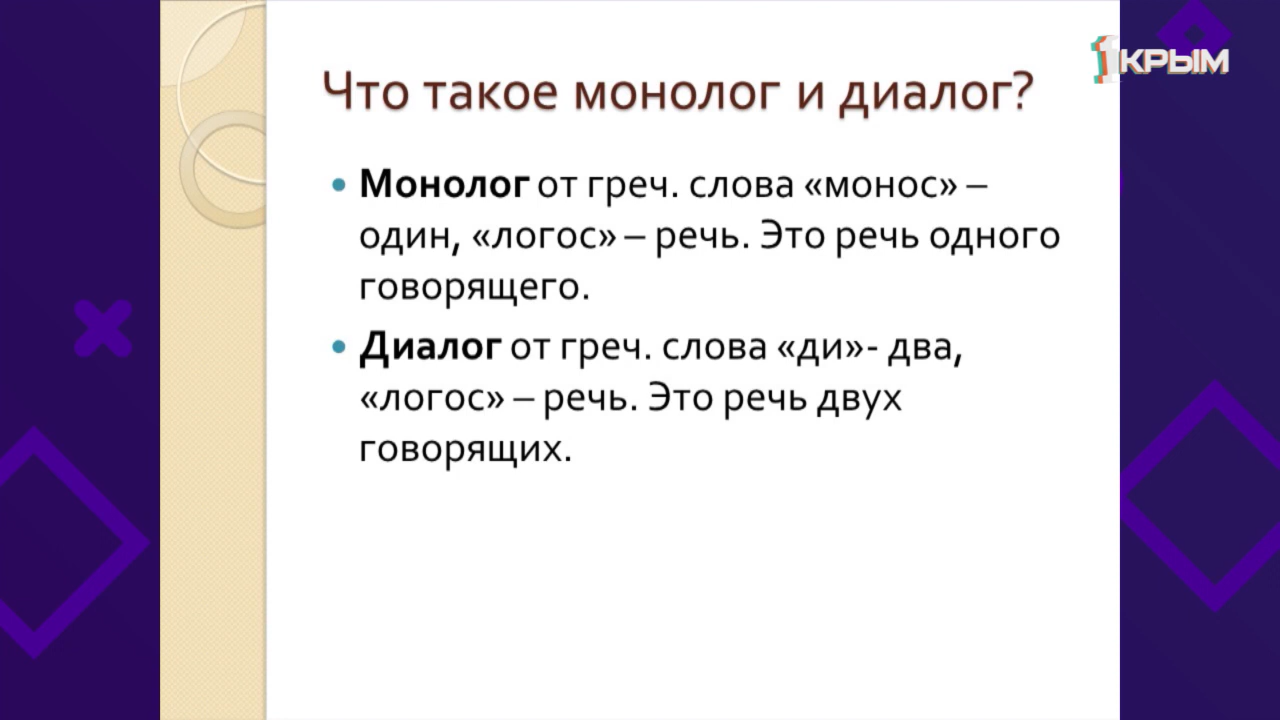 1КРЫМ
Что такое монолог и диалог?
• Монолог от греч. слова «монос» –
один, «логос» – речь. Это речь одного
говорящего.
• Диалог от греч. слова «ди»- два,
«логос» – речь. Это речь двух
говорящих.